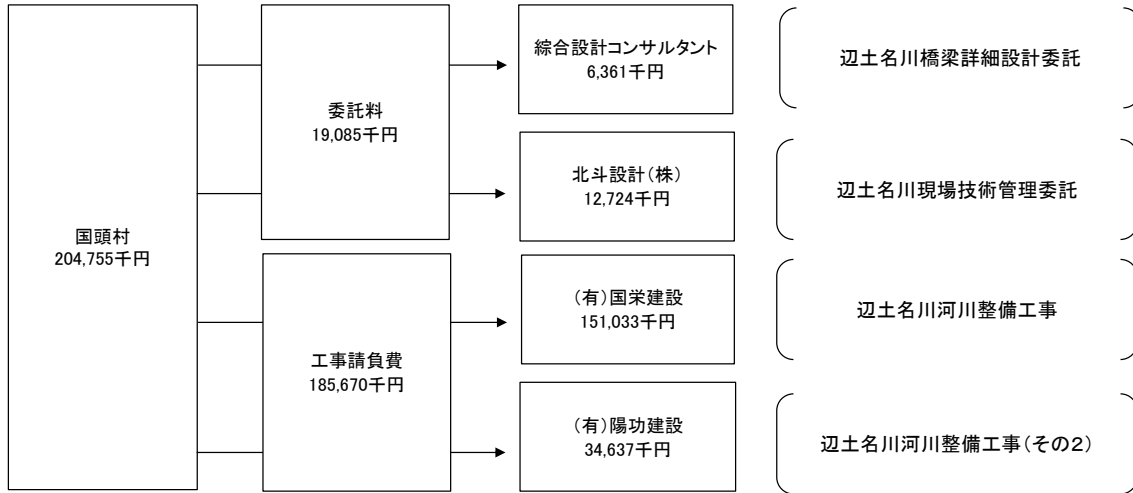 国頭村
204,755千円
委託料
19,085千円
工事請負費
185,670千円
綜合設計コンサルタント
6,361千円
辺土名川橋梁詳細設計委託
北斗設計(株)
12,724千円
辺土名川現場技術管理委託
(有)国栄建設
151,033千円
辺土名川河川整備工事
(有)陽功建設
34,637千円
辺土名川河川整備工事(その2)